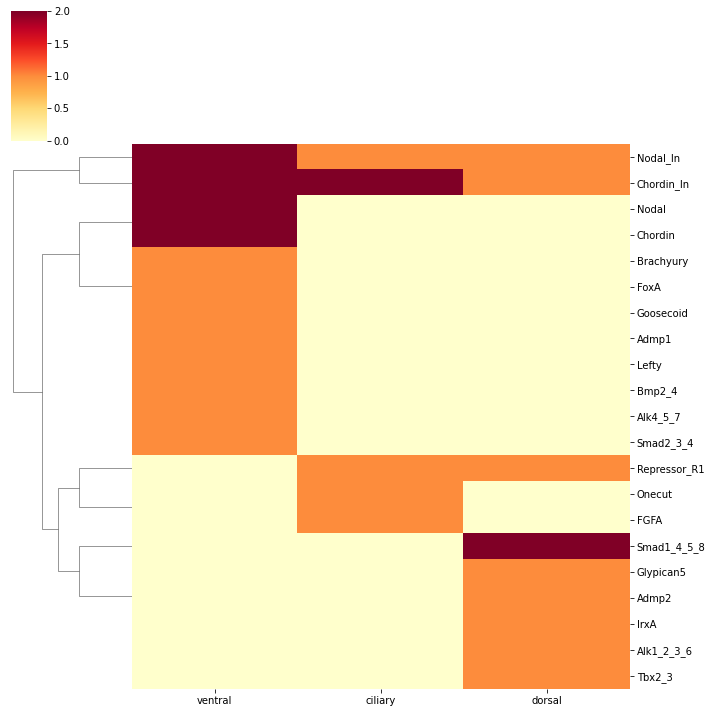 2.0
1.5
1.0
0.5
0.0
Nodal_In
Chordin_In
Nodal
Chordin
Brachyury
FoxA
Goosecoid
Admp1
Lefty
Bmp2_4
Alk4_5_7
Smad2_3_4
Repressor_R1
Onecut
FGFA
Smad1_4_5_8
Glypican5
Admp2
IrxA
Alk1_2_3_6
Tbx2_3
ventral ciliary dorsal